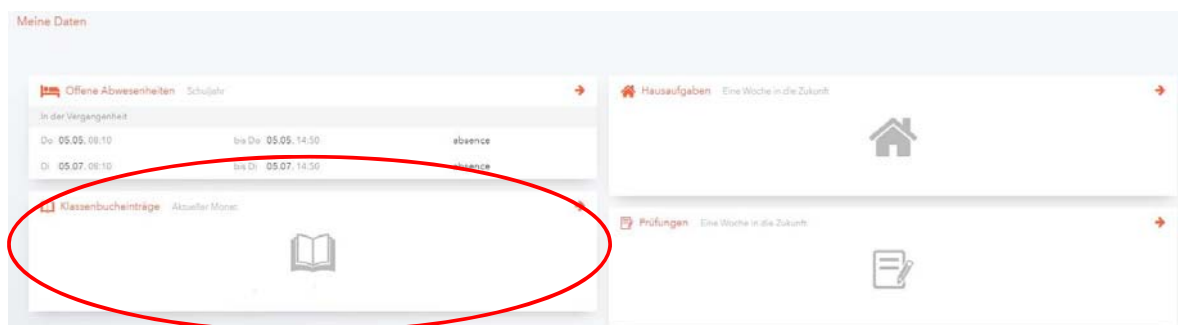 Meine Daten
Offene Abwesenheiten Schuljahr
In der Vergangenheit
Do 05.05. 08:10 bis Do 05.05. 14:50 absence
Di 05.07. 08:10 bis Di 05.07. 14:50 absence
Klassenbucheinträge Aktueller Monat
Hausaufgaben Eine Woche in die Zukunft
Prüfungen Eine Woche in die Zukunft